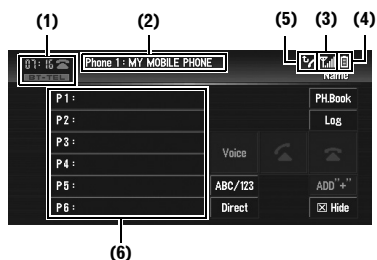 (1) (2) (5) (3) (4)
07:16
BT-TEL
Phone 1 : MY MOBILE PHONE
Name
P1 :
PH.Book
P2 :
Log
P3 :
Voice
P4 :
P5 :
ABC/123
ADD"+"
P6 :
Direct
Hide
(6)